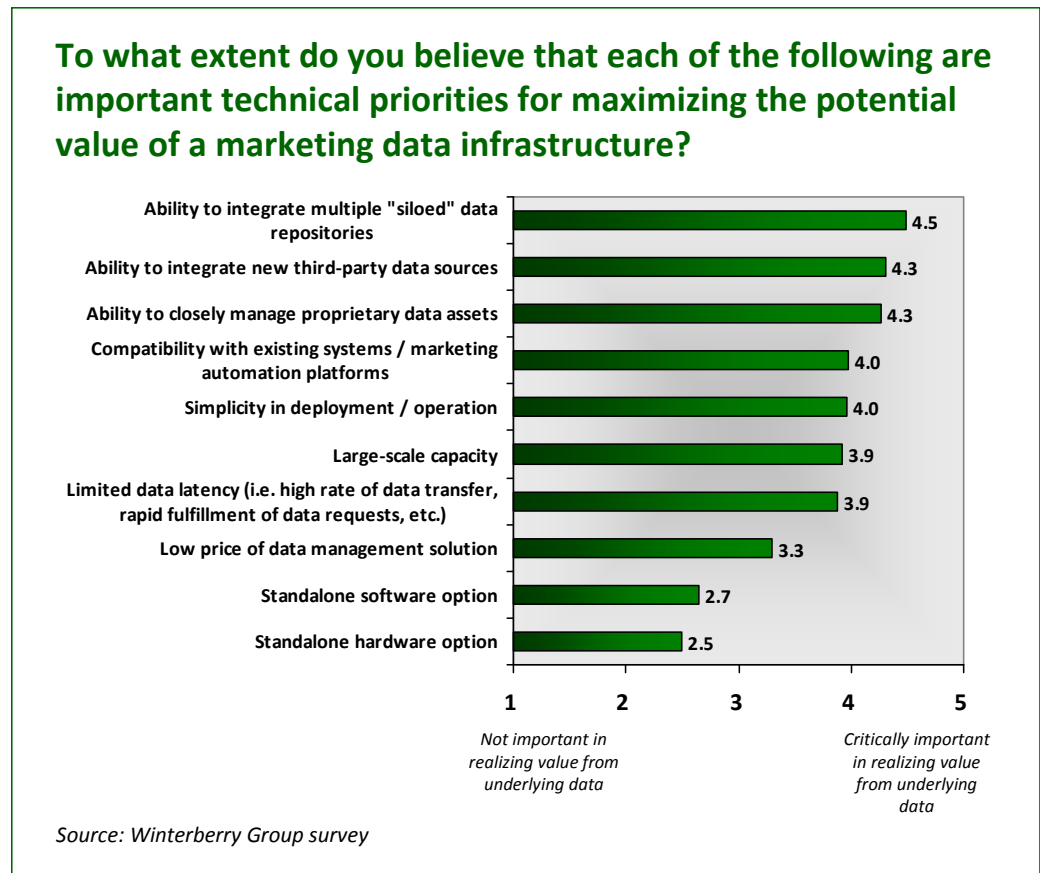 To what extent do you believe that each of the following are
important technical priorities for maximizing the potential
value of a marketing data infrastructure?
Ability to integrate multiple "siloed" data
repositories
4.5
Ability to integrate new third-party data sources
4.3
Ability to closely manage proprietary data assets
4.3
Compatibility with existing systems / marketing
automation platforms
4.0
Simplicity in deployment / operation
4.0
Large-scale capacity
3.9
Limited data latency (i.e. high rate of data transfer,
rapid fulfillment of data requests, etc.)
3.9
Low price of data management solution
3.3
Standalone software option
2.7
Standalone hardware option
2.5
1 2 3 4 5
Not important in
realizing value from
underlying data
Critically important
in realizing value
from underlying
data
Source: Winterberry Group survey